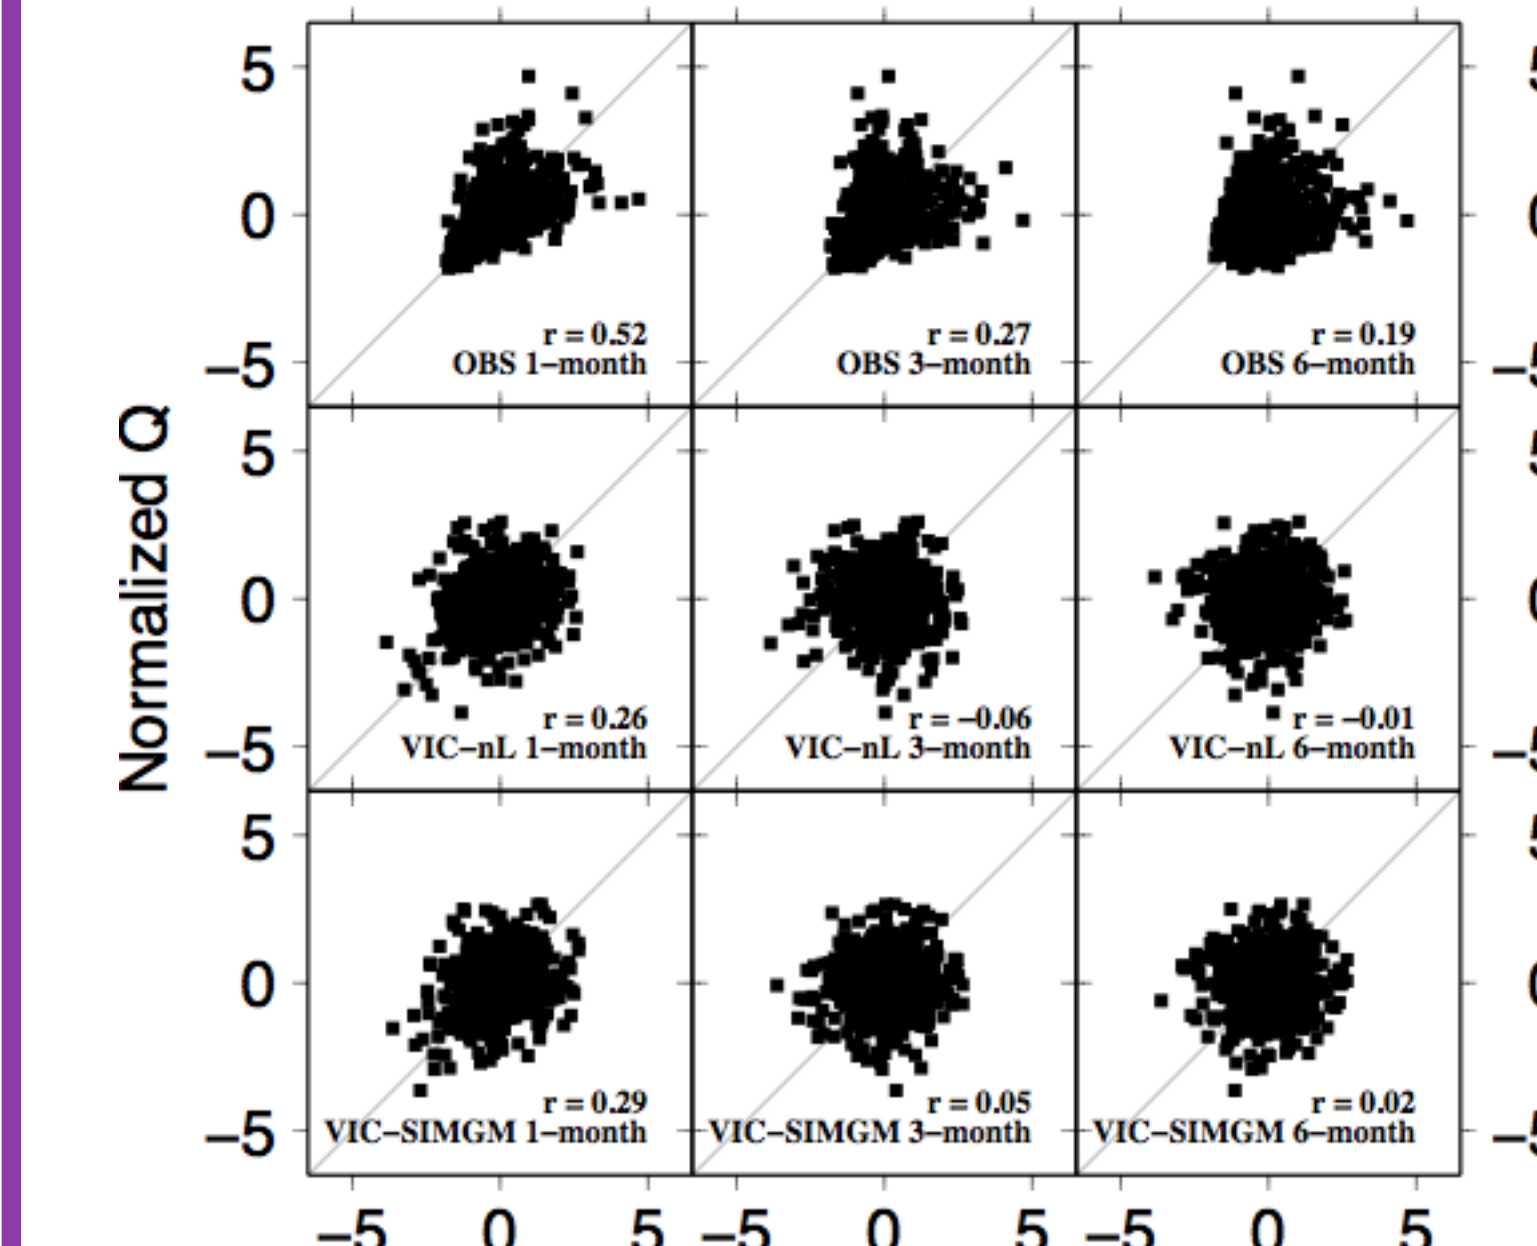 5
0
−5
r = 0.52
OBS 1−month
r = 0.27
OBS 3−month
r = 0.19
OBS 6−month
Normalized Q
5
0
−5
r = 0.26
VIC−nL 1−month
r = −0.06
VIC−nL 3−month
r = −0.01
VIC−nL 6−month
5
0
−5
r = 0.29
VIC−SIMGM 1−month
r = 0.05
VIC−SIMGM 3−month
r = 0.02
VIC−SIMGM 6−month
−5 0 5 −5 0 5 −5 0 5